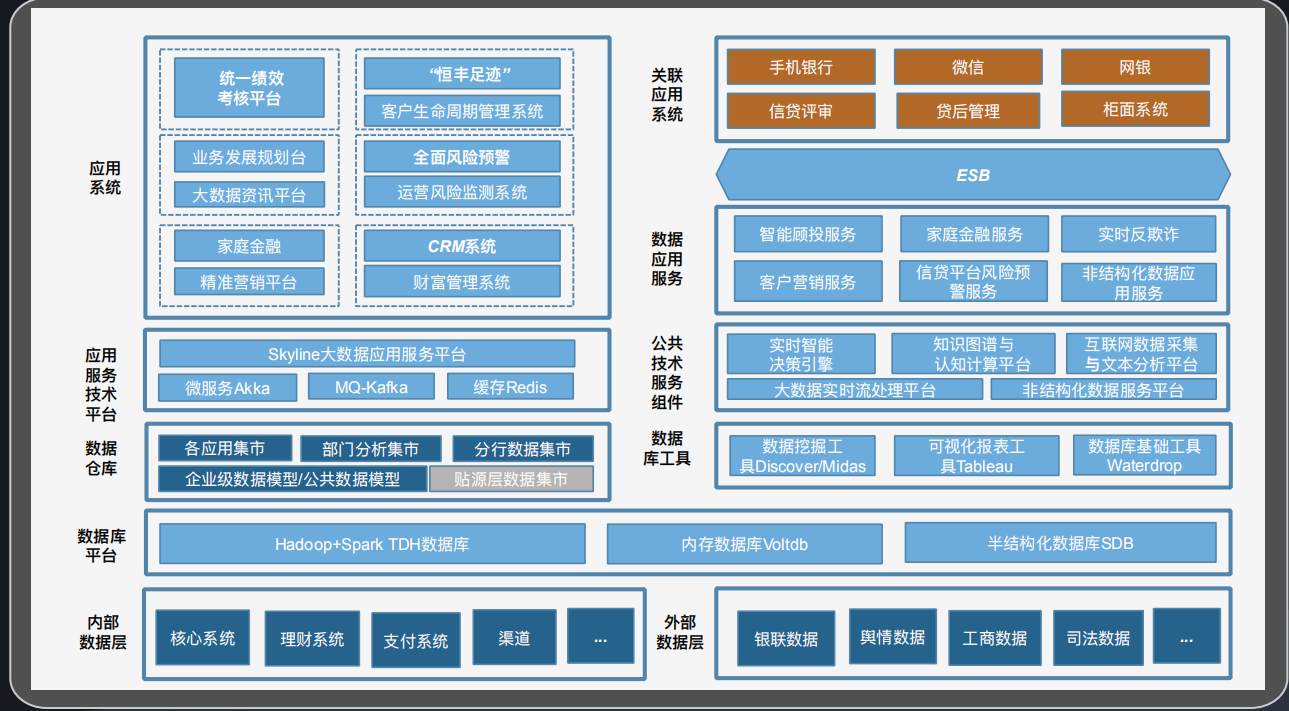 应用
系统
统一绩效
考核平台
“恒丰足迹”
客户生命周期管理系统
业务发展规划台
大数据资讯平台
全面风险预警
运营风险监测系统
家庭金融
精准营销平台
CRM系统
财富管理系统
关联
应用
系统
手机银行
微信
网银
信贷评审
贷后管理
柜面系统
ESB
数据
应用
服务
智能顾投服务
家庭金融服务
实时反欺诈
客户营销服务
信贷平台风险预
警服务
非结构化数据应
用服务
应用
服务
技术
平台
Skyline大数据应用服务平台
微服务Akka
MQ-Kafka
缓存Redis
公共
技术
服务
组件
实时智能
决策引擎
知识图谱与
认知计算平台
互联网数据采集
与文本分析平台
大数据实时流处理平台
非结构化数据服务平台
数据
仓库
各应用集市
部门分析集市
分行数据集市
企业级数据模型/公共数据模型
贴源层数据集市
数据
库工具
数据挖掘工
具Discover/Midas
可视化报表工
具Tableau
数据库基础工具
Waterdrop
数据库
平台
Hadoop+Spark TDH数据库
内存数据库Voltdb
半结构化数据库SDB
内部
数据层
核心系统
理财系统
支付系统
渠道
...
外部
数据层
银联数据
舆情数据
工商数据
司法数据
...